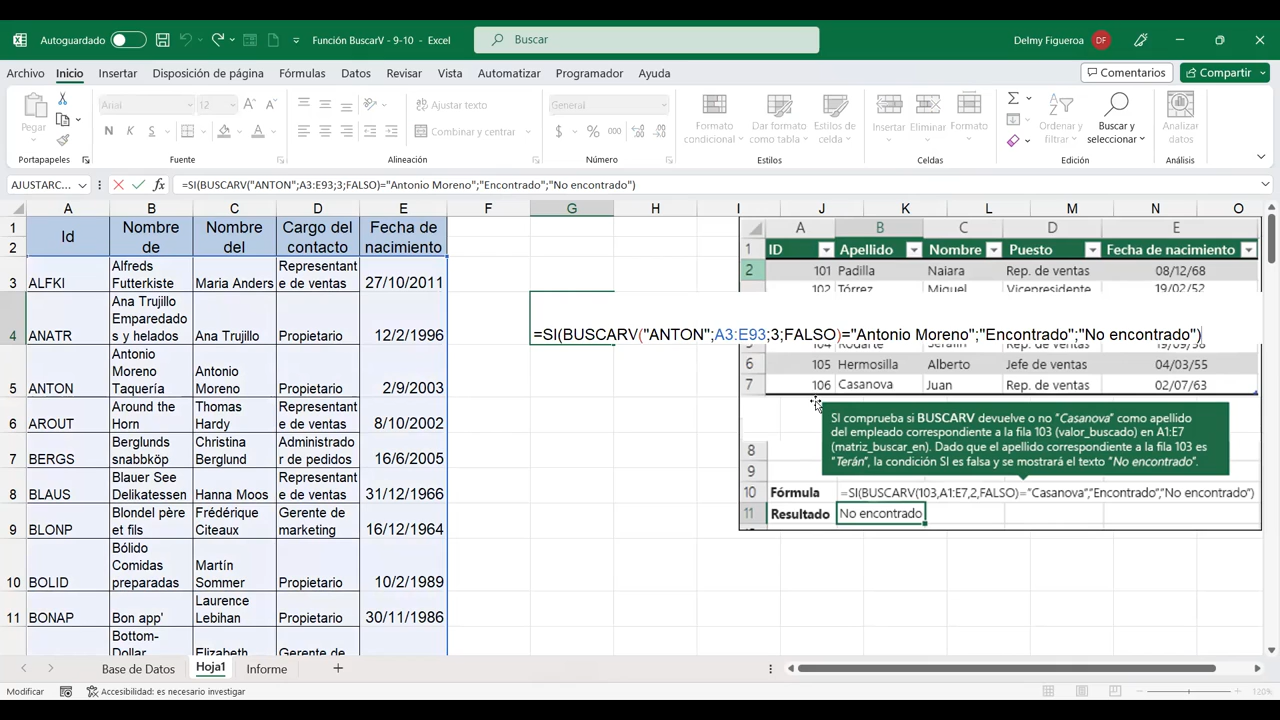 Autoguardado
Función BuscarV - 9-10 - Excel
Buscar
Delmy Figueroa DF
Archivo Inicio Insertar Disposición de página Fórmulas Datos Revisar Vista Automatizar Programador Ayuda Comentarios Compartir
Arial 12 Ajustar texto General
Pegar N K S Combinar y centrar $ % 000
Formato condicional Dar formato como tabla Estilos de celda Insertar Eliminar Formato Ordenar y filtrar Buscar y seleccionar Analizar datos
Portapapeles Fuente Alineación Número Estilos Celdas Edición Análisis
AJUSTARC... fx =SI(BUSCARV("ANTON";A3:E93;3;FALSO)="Antonio Moreno";"Encontrado";"No encontrado")
A B C D E F G H I J K L M N O
1 2 Id Nombre de Nombre del Cargo del contacto Fecha de nacimiento
3 ALFKI Alfreds Futterkiste Maria Anders Representant e de ventas 27/10/2011
4 ANATR Ana Trujillo Emparedado s y helados Ana Trujillo Propietario 12/2/1996
=SI(BUSCARV("ANTON";A3:E93;3;FALSO)="Antonio Moreno";"Encontrado";"No encontrado")
5 ANTON Antonio Moreno Taquería Antonio Moreno Propietario 2/9/2003
6 AROUT Around the Horn Thomas Hardy Representant e de ventas 8/10/2002
7 BERGS Berglunds snabbköp Christina Berglund Administrado r de pedidos 16/6/2005
8 BLAUS Blauer See Delikatessen Hanna Moos Representant e de ventas 31/12/1966
9 BLONP Blondel père et fils Frédérique Citeaux Gerente de marketing 16/12/1964
10 BOLID Bólido Comidas preparadas Martín Sommer Propietario 10/2/1989
11 BONAP Bon app' Laurence Lebihan Propietario 30/11/1986
Bottom-Dollar Elizabeth Gerente de
A B C D E
1 ID Apellido Nombre Puesto Fecha de nacimiento
2 101 Padilla Naiara Rep. de ventas 08/12/68
102 Tórrez Miguel Vicepresidente 19/02/52
6 105 Hermosilla Alberto Jefe de ventas 04/03/55
7 106 Casanova Juan Rep. de ventas 02/07/63
SI comprueba si BUSCARV devuelve o no "Casanova" como apellido
del empleado correspondiente a la fila 103 (valor_buscado) en A1:E7
(matriz_buscar_en). Dado que el apellido correspondiente a la fila 103 es
"Terán", la condición SI es falsa y se mostrará el texto "No encontrado".
8
9
10 Fórmula =SI(BUSCARV(103,A1:E7,2,FALSO)="Casanova","Encontrado","No encontrado")
11 Resultado No encontrado
Base de Datos Hoja1 Informe
Modificar Accesibilidad: es necesario investigar 120%